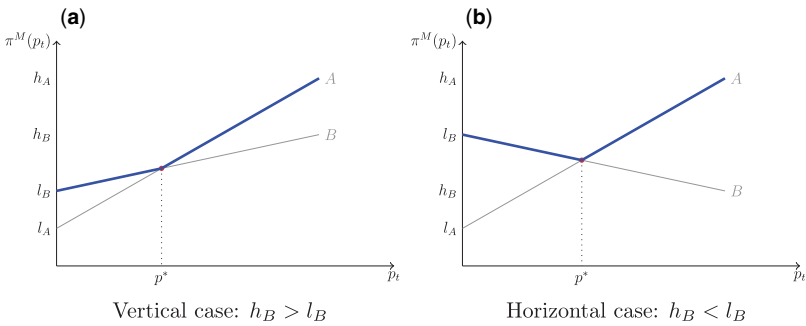 (a)
π^M(p_t)
h_A
A
h_B
B
l_B
l_A
p*
p_t
Vertical case: h_B > l_B
(b)
π^M(p_t)
h_A
A
l_B
h_B
B
l_A
p*
p_t
Horizontal case: h_B < l_B